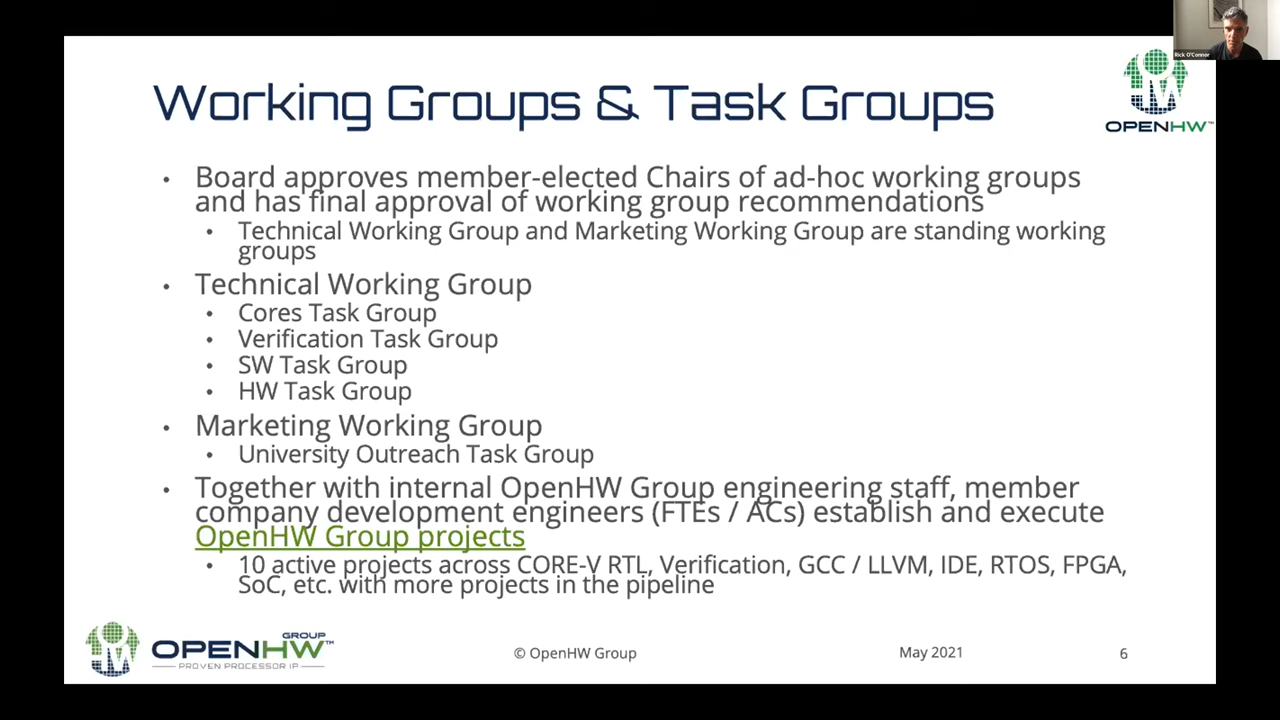 Rick O'Connor
Working Groups & Task Groups
OPENHW™
• Board approves member-elected Chairs of ad-hoc working groups
and has final approval of working group recommendations
• Technical Working Group and Marketing Working Group are standing working
groups
• Technical Working Group
• Cores Task Group
• Verification Task Group
• SW Task Group
• HW Task Group
• Marketing Working Group
• University Outreach Task Group
• Together with internal OpenHW Group engineering staff, member
company development engineers (FTEs / ACs) establish and execute
OpenHW Group projects
• 10 active projects across CORE-V RTL, Verification, GCC / LLVM, IDE, RTOS, FPGA,
SoC, etc. with more projects in the pipeline
GROUP
OPENHW™
PROVEN PROCESSOR IP
© OpenHW Group
May 2021
6